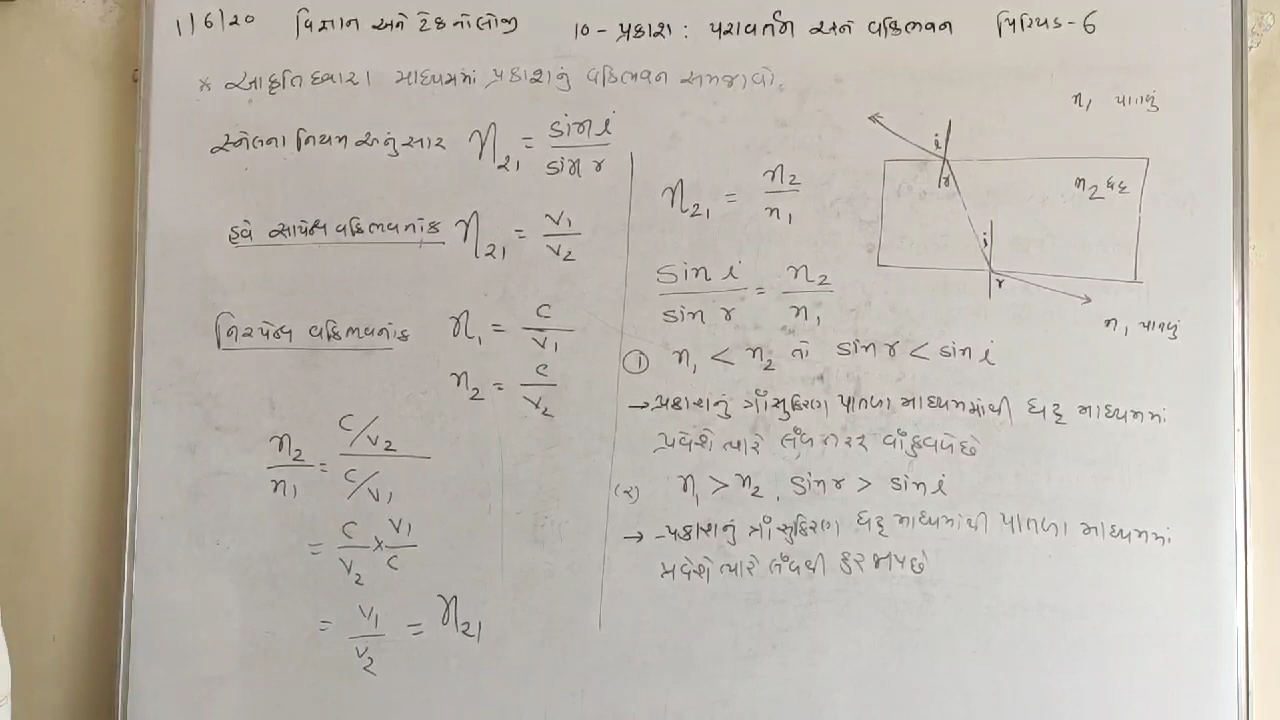 1/6/20 વિજ્ઞાન અને ટેકનોલોજી 10 - પ્રકાશ : પરાવર્તન અને વક્રિભવન પિરિયડ - 6
* આકૃતિ દ્વારા માધ્યમમાં પ્રકાશનું વક્રિભવન સમજાવો.
સ્નેલના નિયમ અનુસાર n21 = sin i / sin r
હવે સાપેક્ષ વક્રિભવનાંક n21 = v1 / v2
નિરપેક્ષ વક્રિભવનાંક n1 = c / v1
n2 = c / v2
n2 / n1 = c/v2 / c/v1
= c / v2 × v1 / c
= v1 / v2 = n21
n21 = n2 / n1
sin i / sin r = n2 / n1
① n1 < n2 તો sin r < sin i
→ પ્રકાશનું ત્રાંસુ કિરણ પાતળા માધ્યમમાંથી ઘટ્ટ માધ્યમમાં
પ્રવેશે ત્યારે લંબ તરફ
(૨) n1 > n2, sin r > sin i
→ પ્રકાશનું ત્રાંસુ કિરણ ઘટ્ટ માધ્યમમાંથી પાતળા માધ્યમમાં
પ્રવેશે ત્યારે લંબથી દુર જાય છે
n1 પાતળું
i
r
n2 ઘટ્ટ
i
r
n1 પાતળું